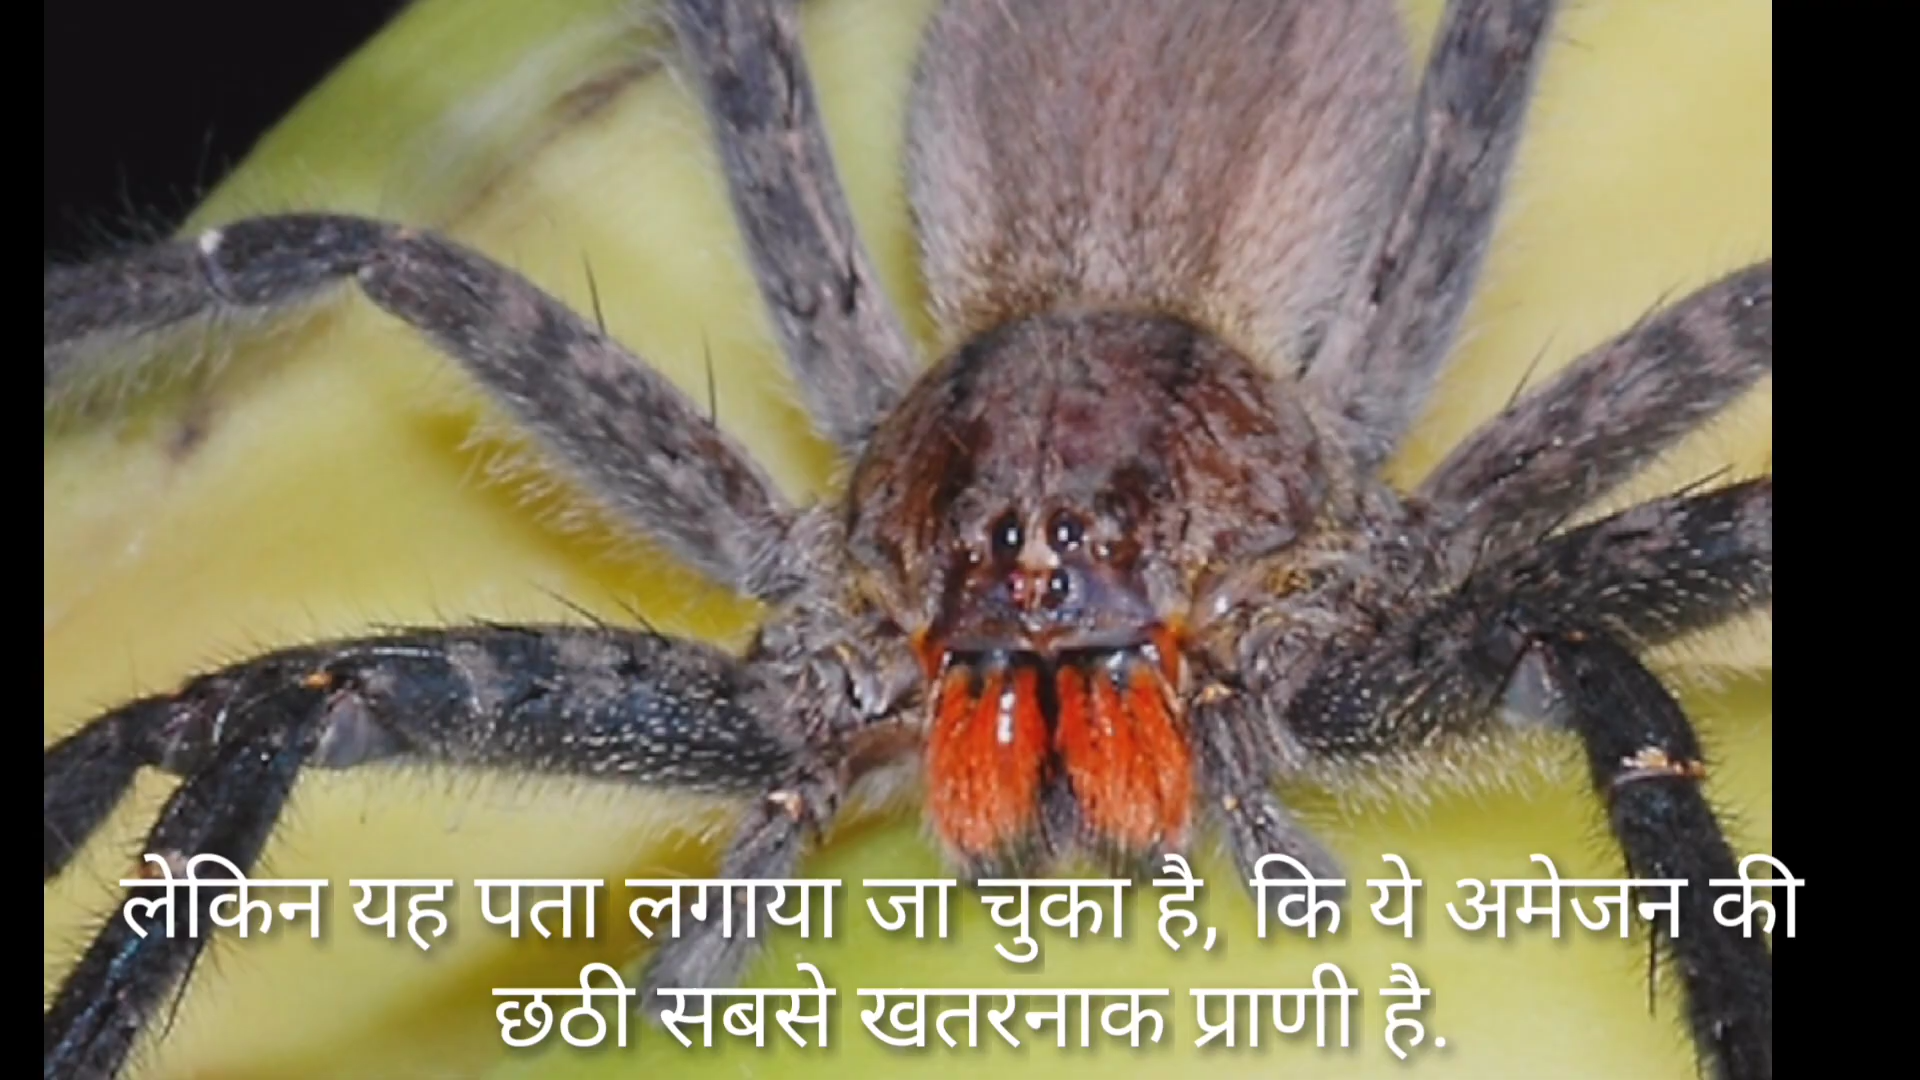 लेकिन यह पता लगाया जा चुका है, कि ये अमेजन की
छठी सबसे खतरनाक प्राणी है.